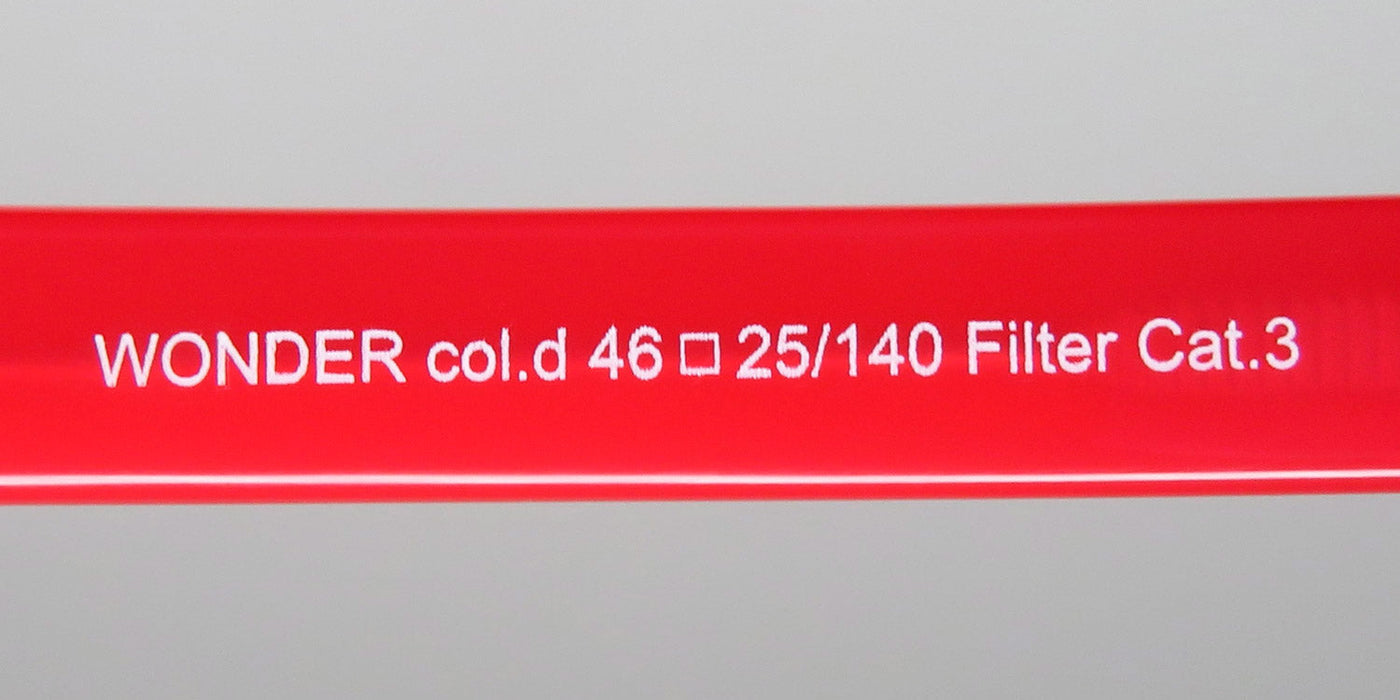 WONDER col.d 46□25/140 Filter Cat.3